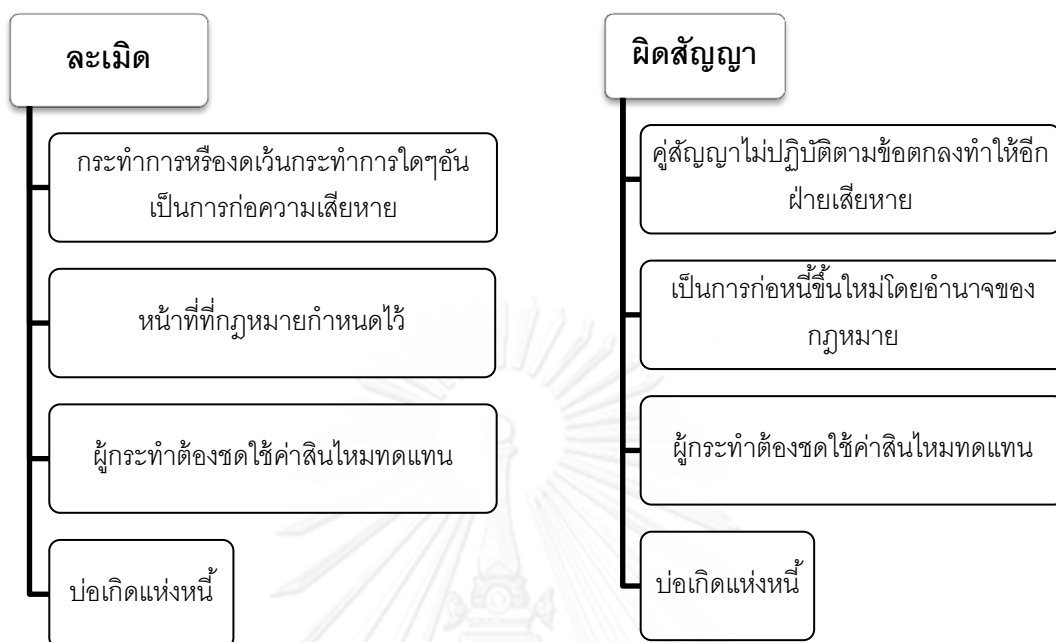 ละเมิด
กระทำการหรืองดเว้นกระทำการใดๆอัน
เป็นการก่อความเสียหาย
หน้าที่ที่กฎหมายกำหนดไว้
ผู้กระทำต้องชดใช้ค่าสินไหมทดแทน
บ่อเกิดแห่งหนี้
ผิดสัญญา
คู่สัญญาไม่ปฏิบัติตามข้อตกลงทำให้อีก
ฝ่ายเสียหาย
เป็นการก่อหนี้ขึ้นใหม่โดยอำนาจของ
กฎหมาย
ผู้กระทำต้องชดใช้ค่าสินไหมทดแทน
บ่อเกิดแห่งหนี้